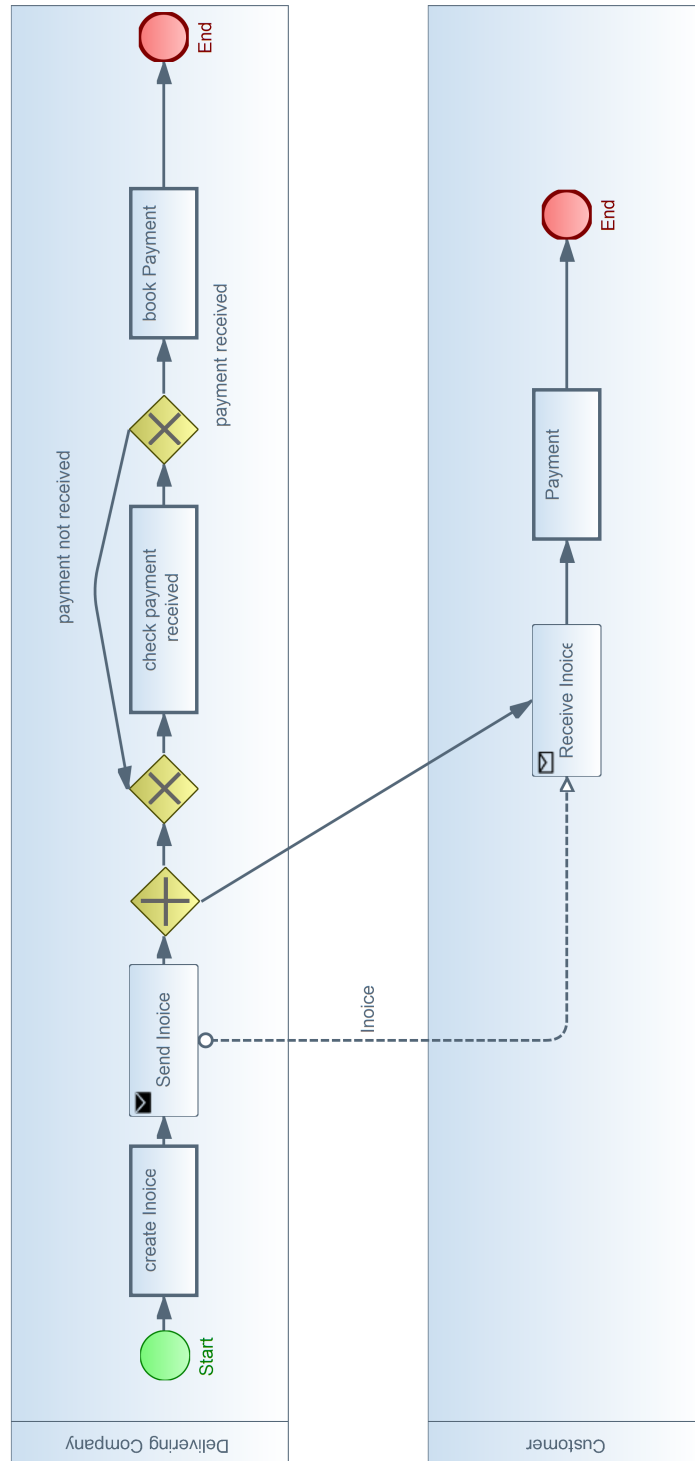 Delivering Company
Start
create Inoice
Send Inoice
check payment
received
payment not received
payment received
book Payment
End
Inoice
Customer
Receive Inoice
Payment
End